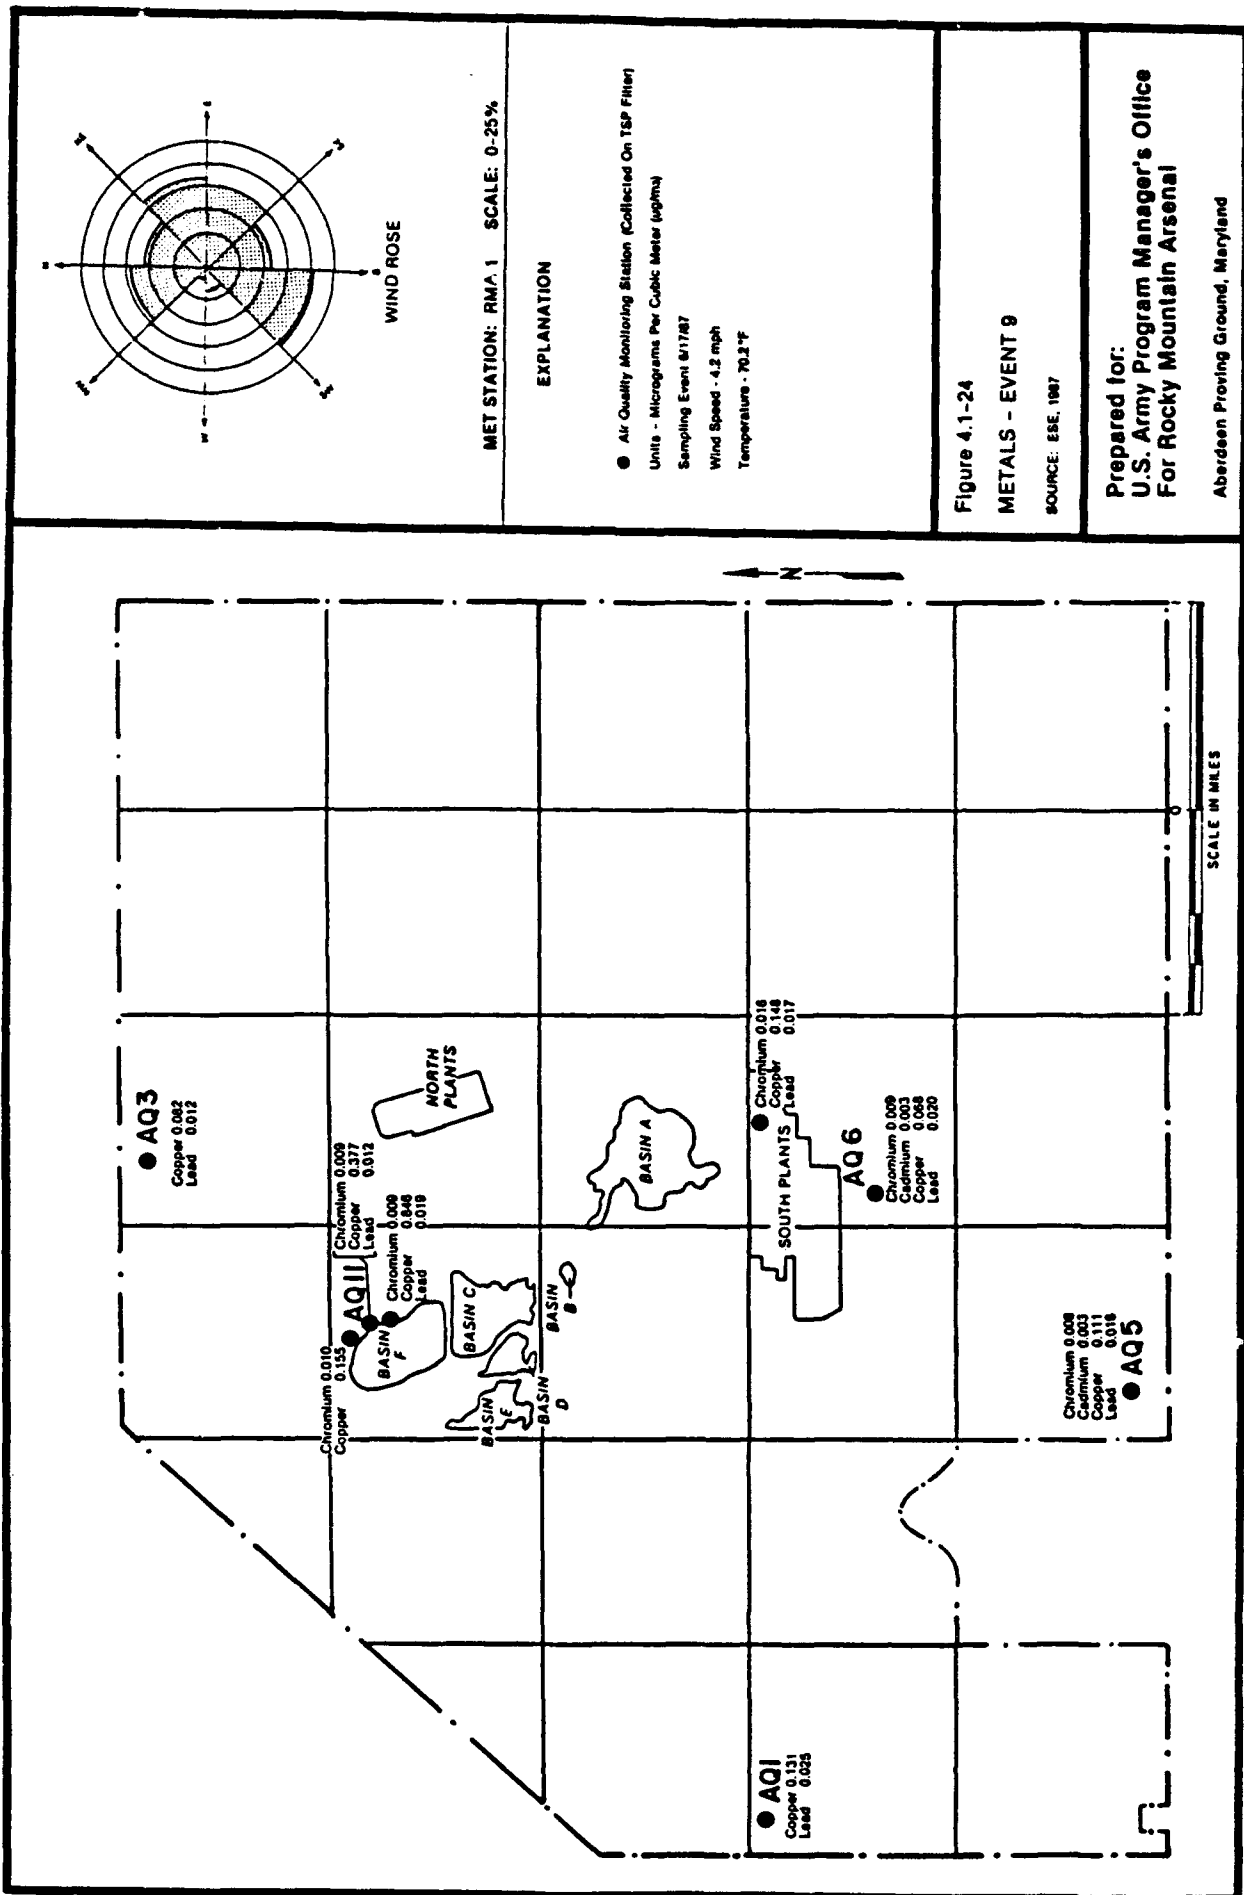 AQ3
Copper 0.082
Lead 0.012
Chromium 0.009
Copper 0.377
Lead 0.012
AQ11
Chromium 0.009
Copper 0.846
Lead 0.019
Chromium 0.010
Copper 0.155
NORTH
PLANTS
BASIN
F
BASIN C
BASIN
E
BASIN
D
BASIN
B
BASIN A
Chromium 0.016
Copper 0.148
Lead 0.017
SOUTH PLANTS
AQ6
Chromium 0.009
Cadmium 0.003
Copper 0.068
Lead 0.020
Chromium 0.008
Cadmium 0.003
Copper 0.111
Lead 0.016
AQ5
AQ1
Copper 0.131
Lead 0.025
N
0
SCALE IN MILES
N
NE
E
S
SW
W
NW
WIND ROSE
MET STATION: RMA 1 SCALE: 0-25%
EXPLANATION
Air Quality Monitoring Station (Collected On TSP Filter)
Units - Micrograms Per Cubic Meter (ug/m3)
Sampling Event 8/17/87
Wind Speed - 4.2 mph
Temperature - 70.2°F
Figure 4.1-24
METALS - EVENT 9
SOURCE: ESE, 1987
Prepared for:
U.S. Army Program Manager's Office
For Rocky Mountain Arsenal
Aberdeen Proving Ground, Maryland